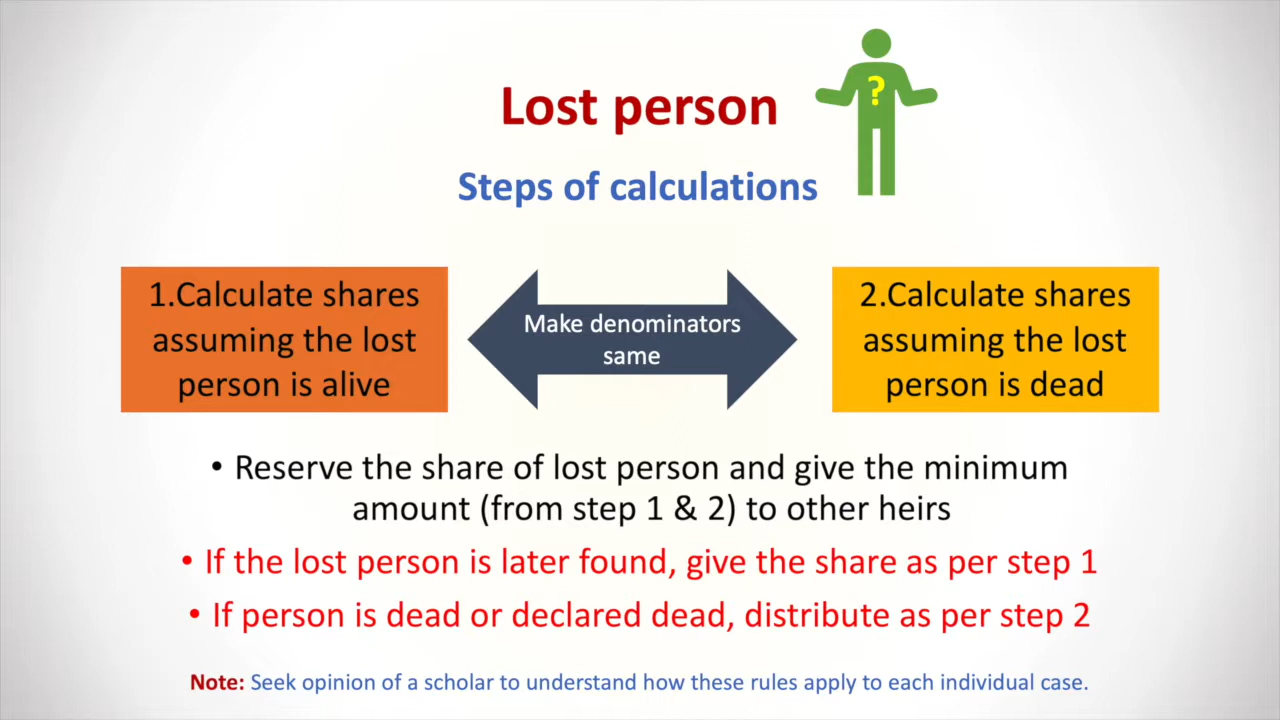 ?
Lost person
Steps of calculations
1.Calculate shares
assuming the lost
person is alive
Make denominators
same
2.Calculate shares
assuming the lost
person is dead
• Reserve the share of lost person and give the minimum
amount (from step 1 & 2) to other heirs
• If the lost person is later found, give the share as per step 1
• If person is dead or declared dead, distribute as per step 2
Note: Seek opinion of a scholar to understand how these rules apply to each individual case.